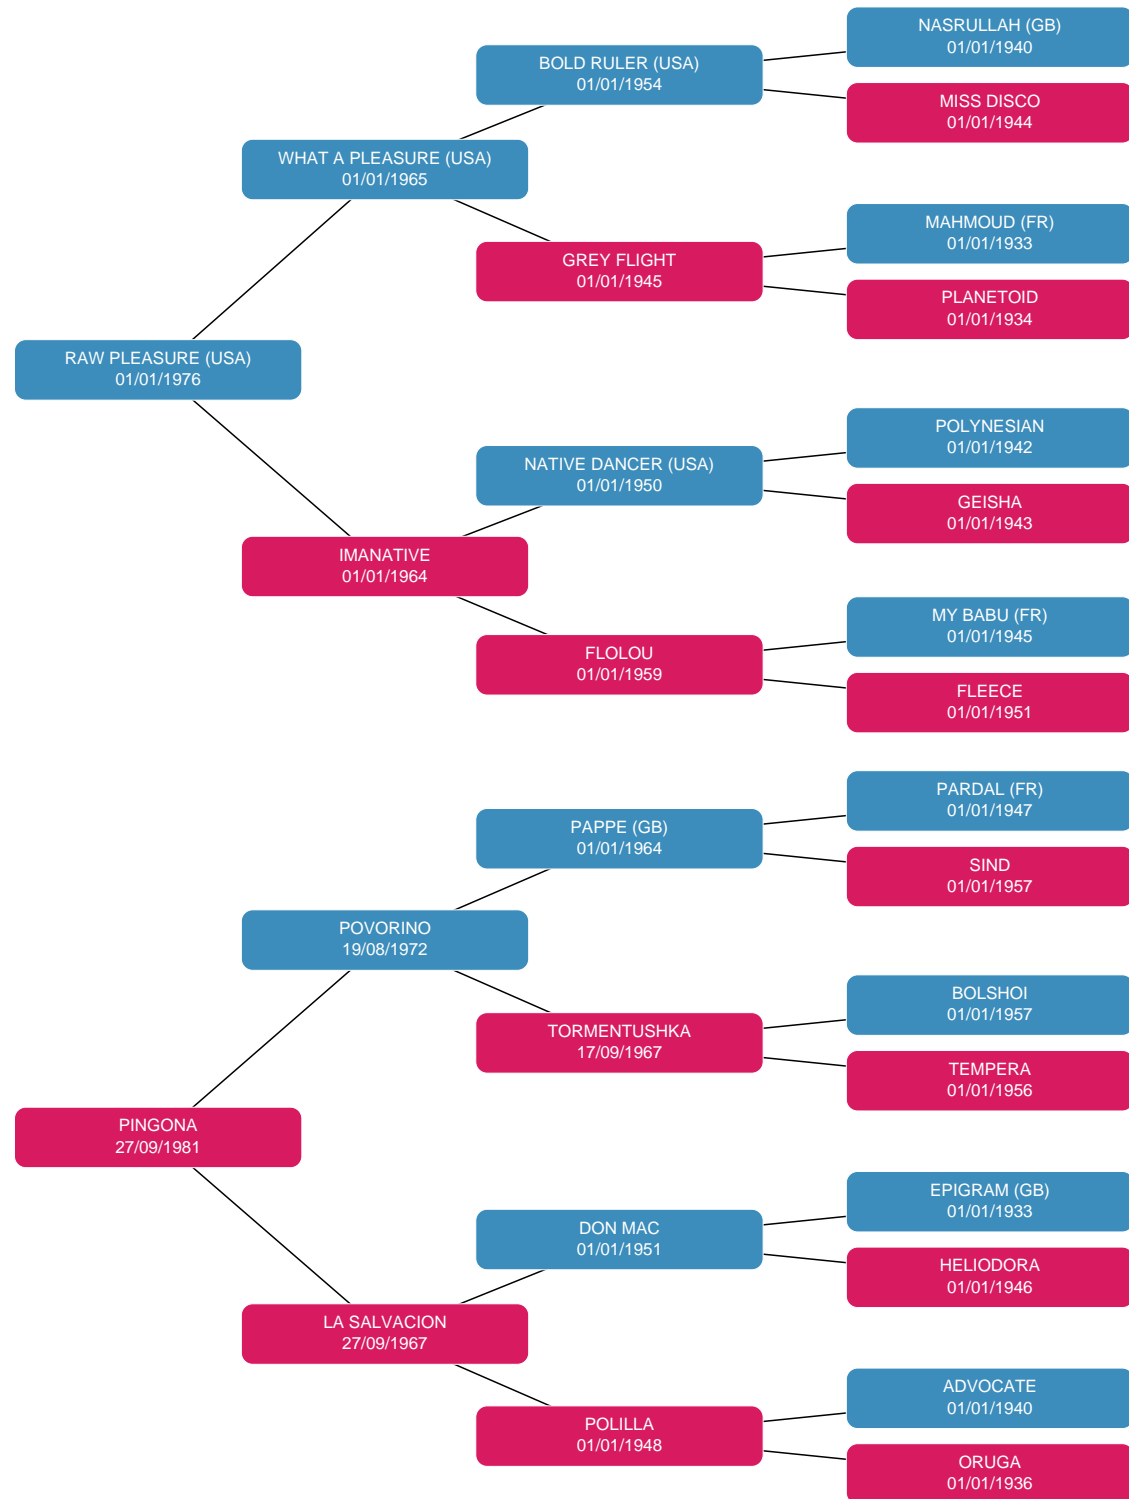 NASRULLAH (GB)
01/01/1940
BOLD RULER (USA)
01/01/1954
MISS DISCO
01/01/1944
WHAT A PLEASURE (USA)
01/01/1965
MAHMOUD (FR)
01/01/1933
GREY FLIGHT
01/01/1945
PLANETOID
01/01/1934
RAW PLEASURE (USA)
01/01/1976
POLYNESIAN
01/01/1942
NATIVE DANCER (USA)
01/01/1950
GEISHA
01/01/1943
IMANATIVE
01/01/1964
MY BABU (FR)
01/01/1945
FLOLOU
01/01/1959
FLEECE
01/01/1951
PARDAL (FR)
01/01/1947
PAPPE (GB)
01/01/1964
SIND
01/01/1957
POVORINO
19/08/1972
BOLSHOI
01/01/1957
TORMENTUSHKA
17/09/1967
TEMPERA
01/01/1956
PINGONA
27/09/1981
EPIGRAM (GB)
01/01/1933
DON MAC
01/01/1951
HELIODORA
01/01/1946
LA SALVACION
27/09/1967
ADVOCATE
01/01/1940
POLILLA
01/01/1948
ORUGA
01/01/1936